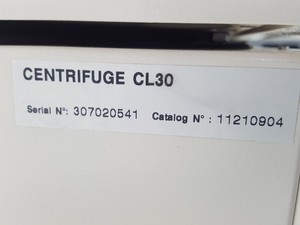 CENTRIFUGE CL30
Serial N°: 307020541 Catalog N° : 11210904